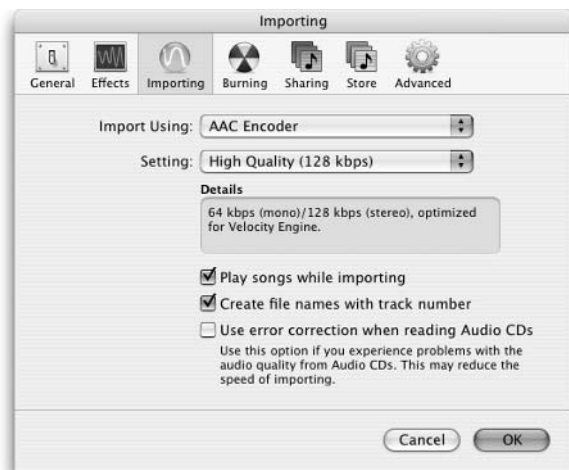 Importing
General Effects Importing Burning Sharing Store Advanced
Import Using: AAC Encoder
Setting: High Quality (128 kbps)
Details
64 kbps (mono)/128 kbps (stereo), optimized
for Velocity Engine.
Play songs while importing
Create file names with track number
Use error correction when reading Audio CDs
Use this option if you experience problems with the
audio quality from Audio CDs. This may reduce the
speed of importing.
Cancel OK